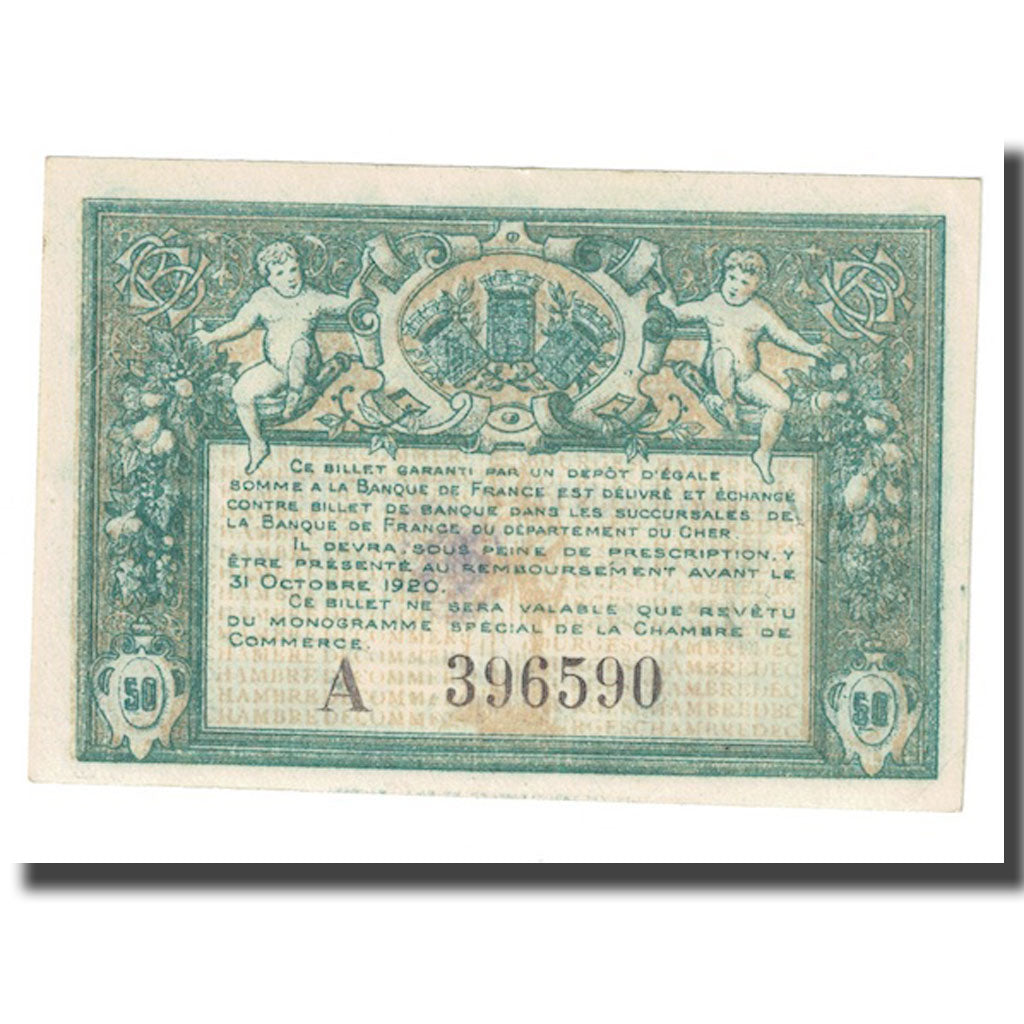 CE BILLET GARANTI PAR UN DEPÔT D'ÉGALE
SOMME A LA BANQUE DE FRANCE EST DÉLIVRÉ ET ÉCHANGÉ
CONTRE BILLET DE BANQUE DANS LES SUCCURSALES DE
LA BANQUE DE FRANCE DU DÉPARTEMENT DU CHER.
IL DEVRA, SOUS PEINE DE PRESCRIPTION, Y
ÊTRE PRÉSENTÉ AU REMBOURSEMENT AVANT LE
31 OCTOBRE 1920.
CE BILLET NE SERA VALABLE QUE REVÊTU
DU MONOGRAMME SPÉCIAL DE LA CHAMBRE DE
COMMERCE.
A 396590
50 50